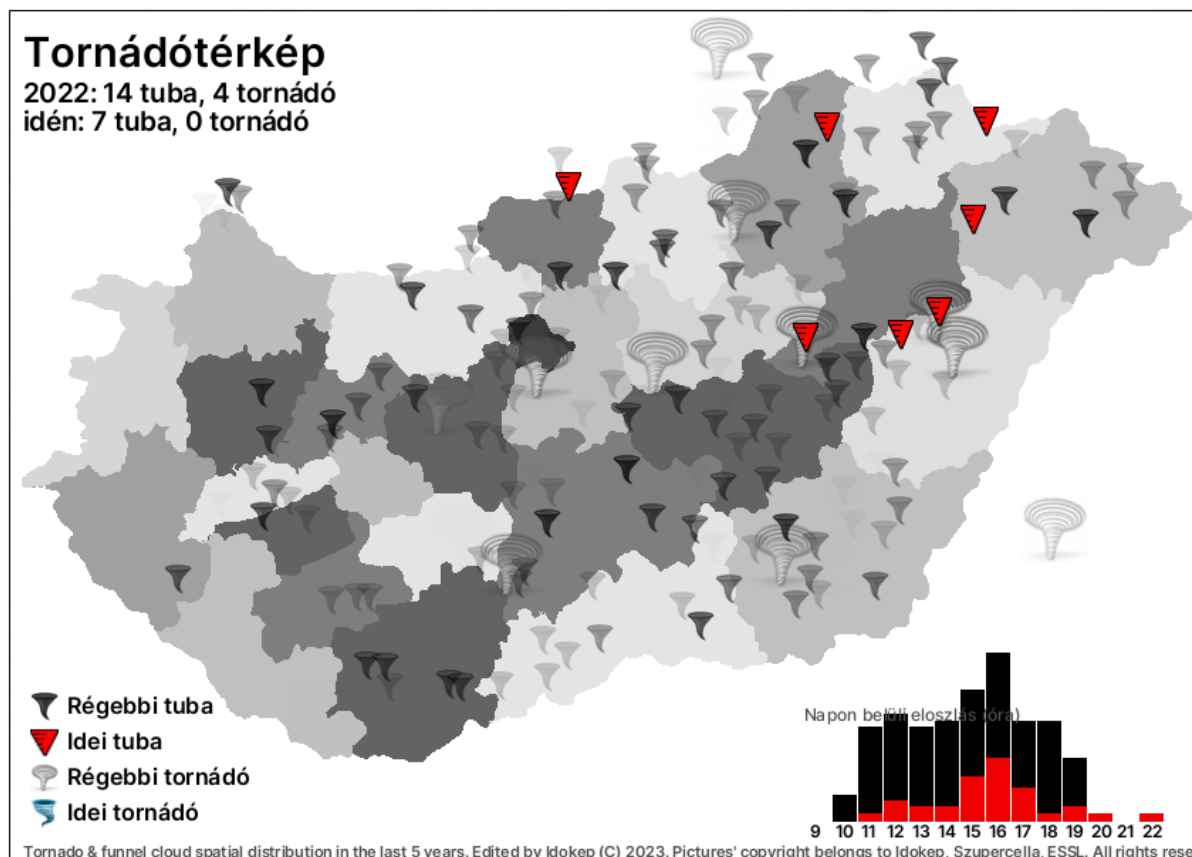 Tornádótérkép
2022: 14 tuba, 4 tornádó
idén: 7 tuba, 0 tornádó
Régebbi tuba
Idei tuba
Régebbi tornádó
Idei tornádó
Napon belüli eloszlás (óra)
9 10 11 12 13 14 15 16 17 18 19 20 21 22
Tornado & funnel cloud spatial distribution in the last 5 years. Edited by Idokep (C) 2023. Pictures' copyright belongs to Idokep, Szupercella, ESSL. All rights rese